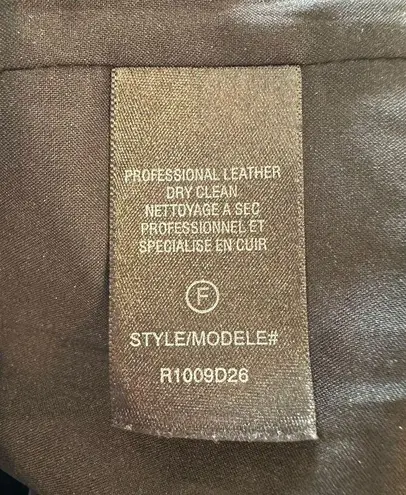 PROFESSIONAL LEATHER
DRY CLEAN
NETTOYAGE A SEC
PROFESSIONNEL ET
SPECIALISE EN CUIR
F
STYLE/MODELE#
R1009D26